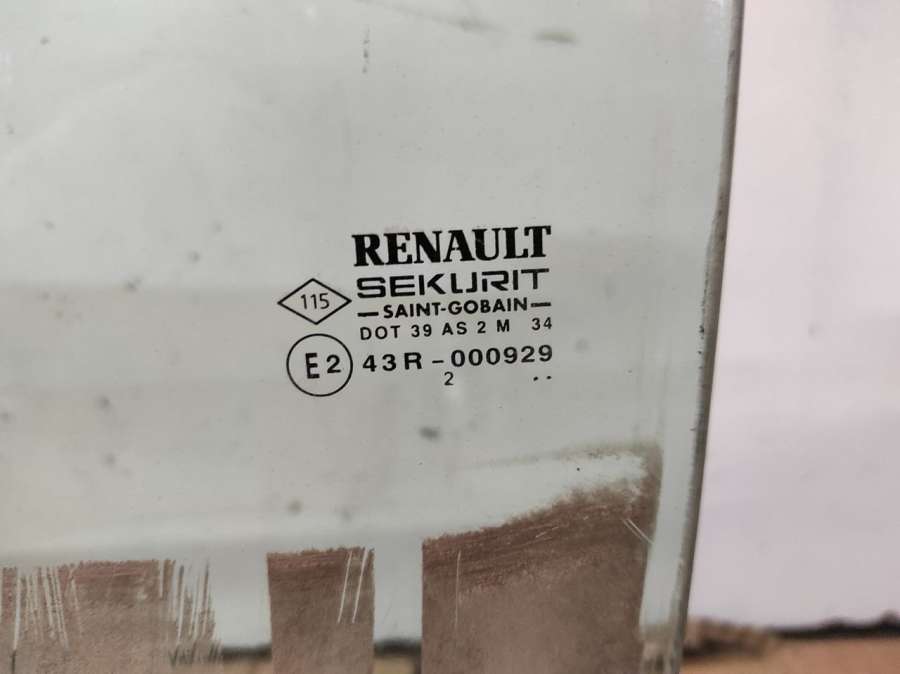 RENAULT
SEKURIT
115
—SAINT-GOBAIN—
DOT 39 AS 2 M 34
E2 43R-000929
2 ..